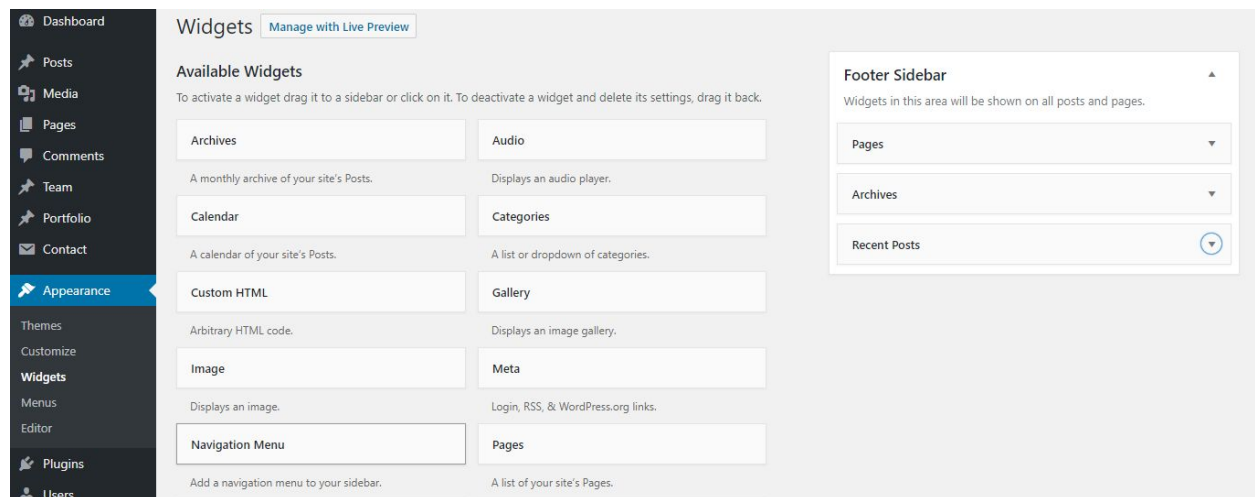 Dashboard
Posts
Media
Pages
Comments
Team
Portfolio
Contact
Appearance
Themes
Customize
Widgets
Menus
Editor
Plugins
Users
Widgets Manage with Live Preview
Available Widgets
To activate a widget drag it to a sidebar or click on it. To deactivate a widget and delete its settings, drag it back.
Archives
A monthly archive of your site's Posts.
Audio
Displays an audio player.
Calendar
A calendar of your site's Posts.
Categories
A list or dropdown of categories.
Custom HTML
Arbitrary HTML code.
Gallery
Displays an image gallery.
Image
Displays an image.
Meta
Login, RSS, & WordPress.org links.
Navigation Menu
Add a navigation menu to your sidebar.
Pages
A list of your site's Pages.
Footer Sidebar
Widgets in this area will be shown on all posts and pages.
Pages
Archives
Recent Posts